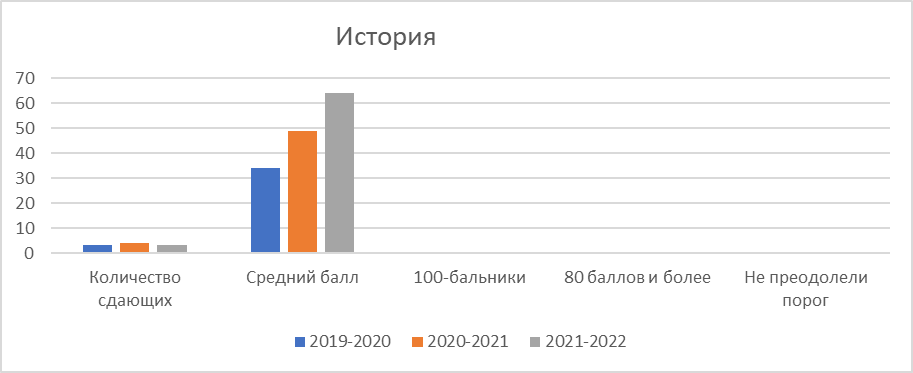 История
70
60
50
40
30
20
10
0
Количество
сдающих
Средний балл
100-бальники
80 баллов и более
Не преодолели
порог
2019-2020
2020-2021
2021-2022